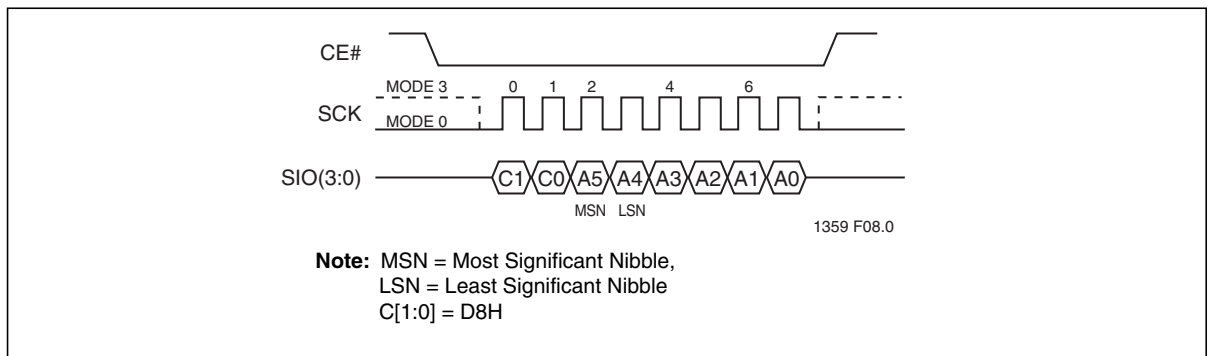 CE#
MODE 3 0 1 2 4 6
SCK
MODE 0
SIO(3:0) C1 C0 A5 A4 A3 A2 A1 A0
MSN LSN
1359 F08.0
Note: MSN = Most Significant Nibble,
LSN = Least Significant Nibble
C[1:0] = D8H